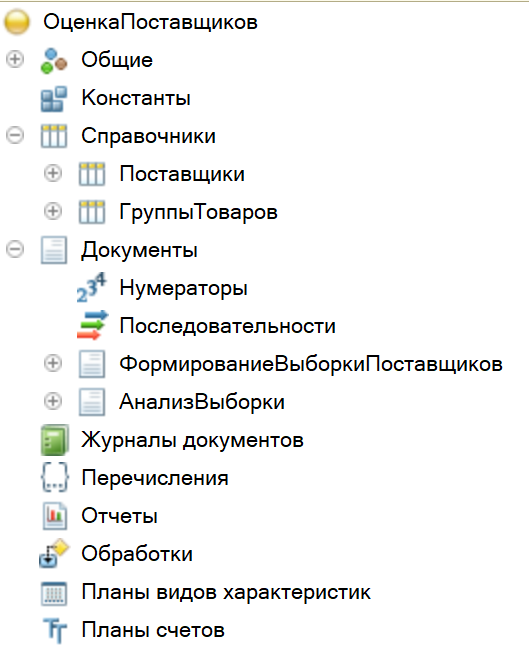 ОценкаПоставщиков
Общие
Константы
Справочники
Поставщики
ГруппыТоваров
Документы
Нумераторы
Последовательности
ФормированиеВыборкиПоставщиков
АнализВыборки
Журналы документов
Перечисления
Отчеты
Обработки
Планы видов характеристик
Планы счетов